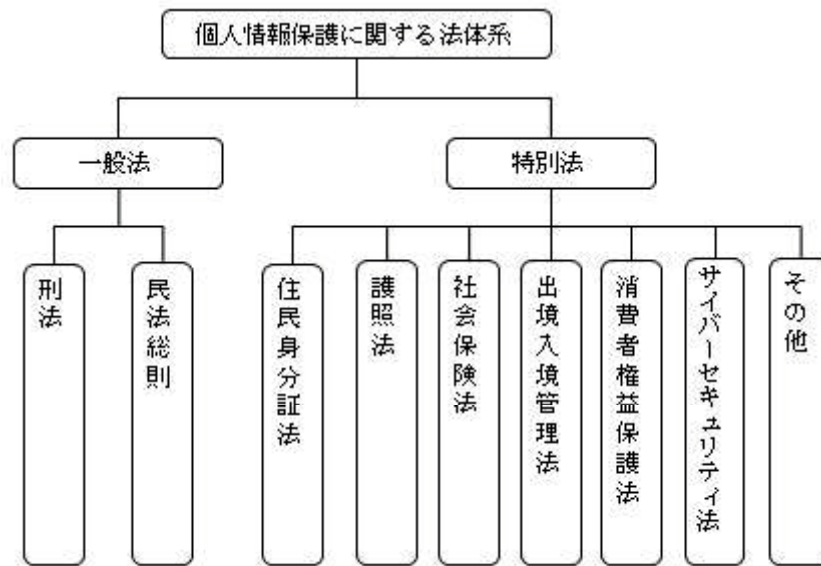 個人情報保護に関する法体系
一般法
特別法
刑法
民法総則
住民身分証法
護照法
社会保険法
出境入境管理法
消費者権益保護法
サイバーセキュリティ法
その他